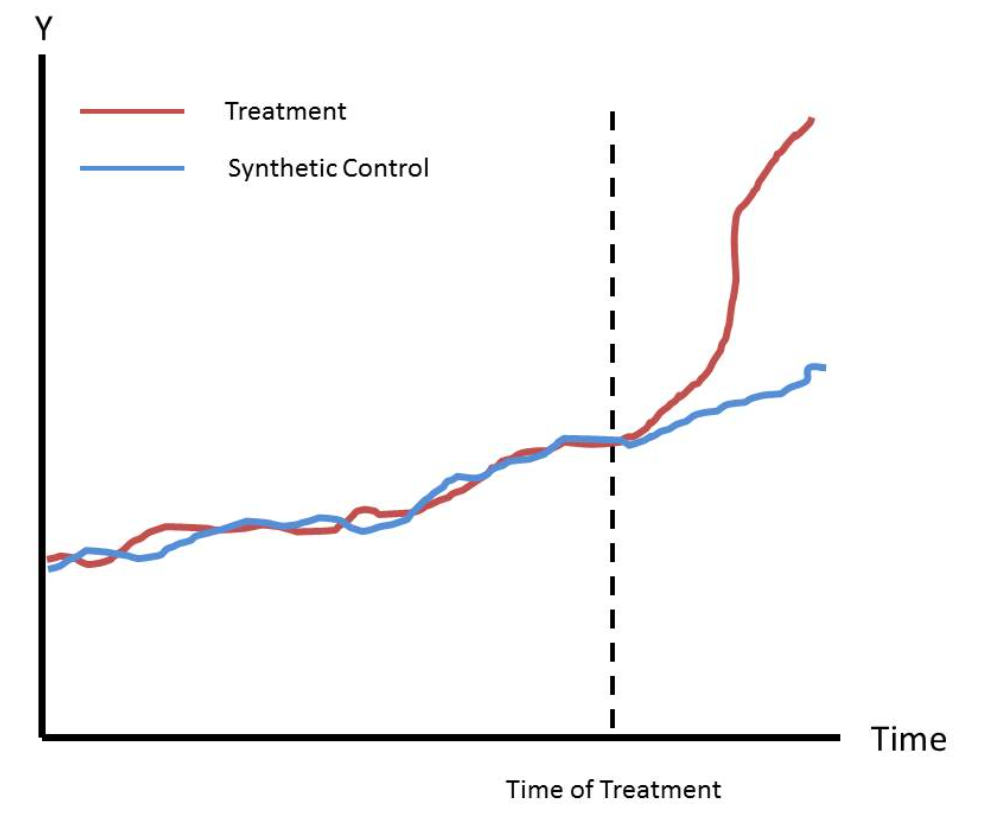 Y
Treatment
Synthetic Control
Time
Time of Treatment